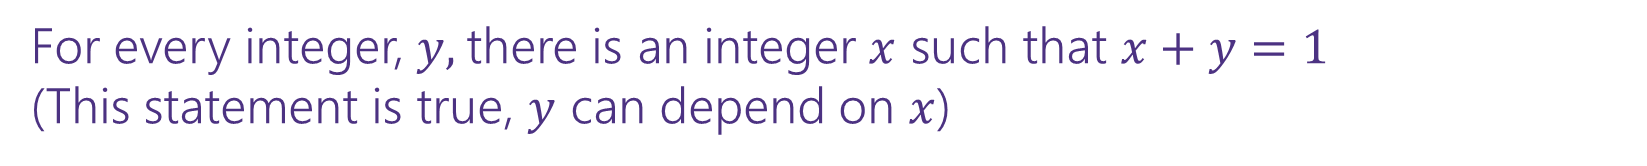 For every integer, y, there is an integer x such that x + y = 1
(This statement is true, y can depend on x)